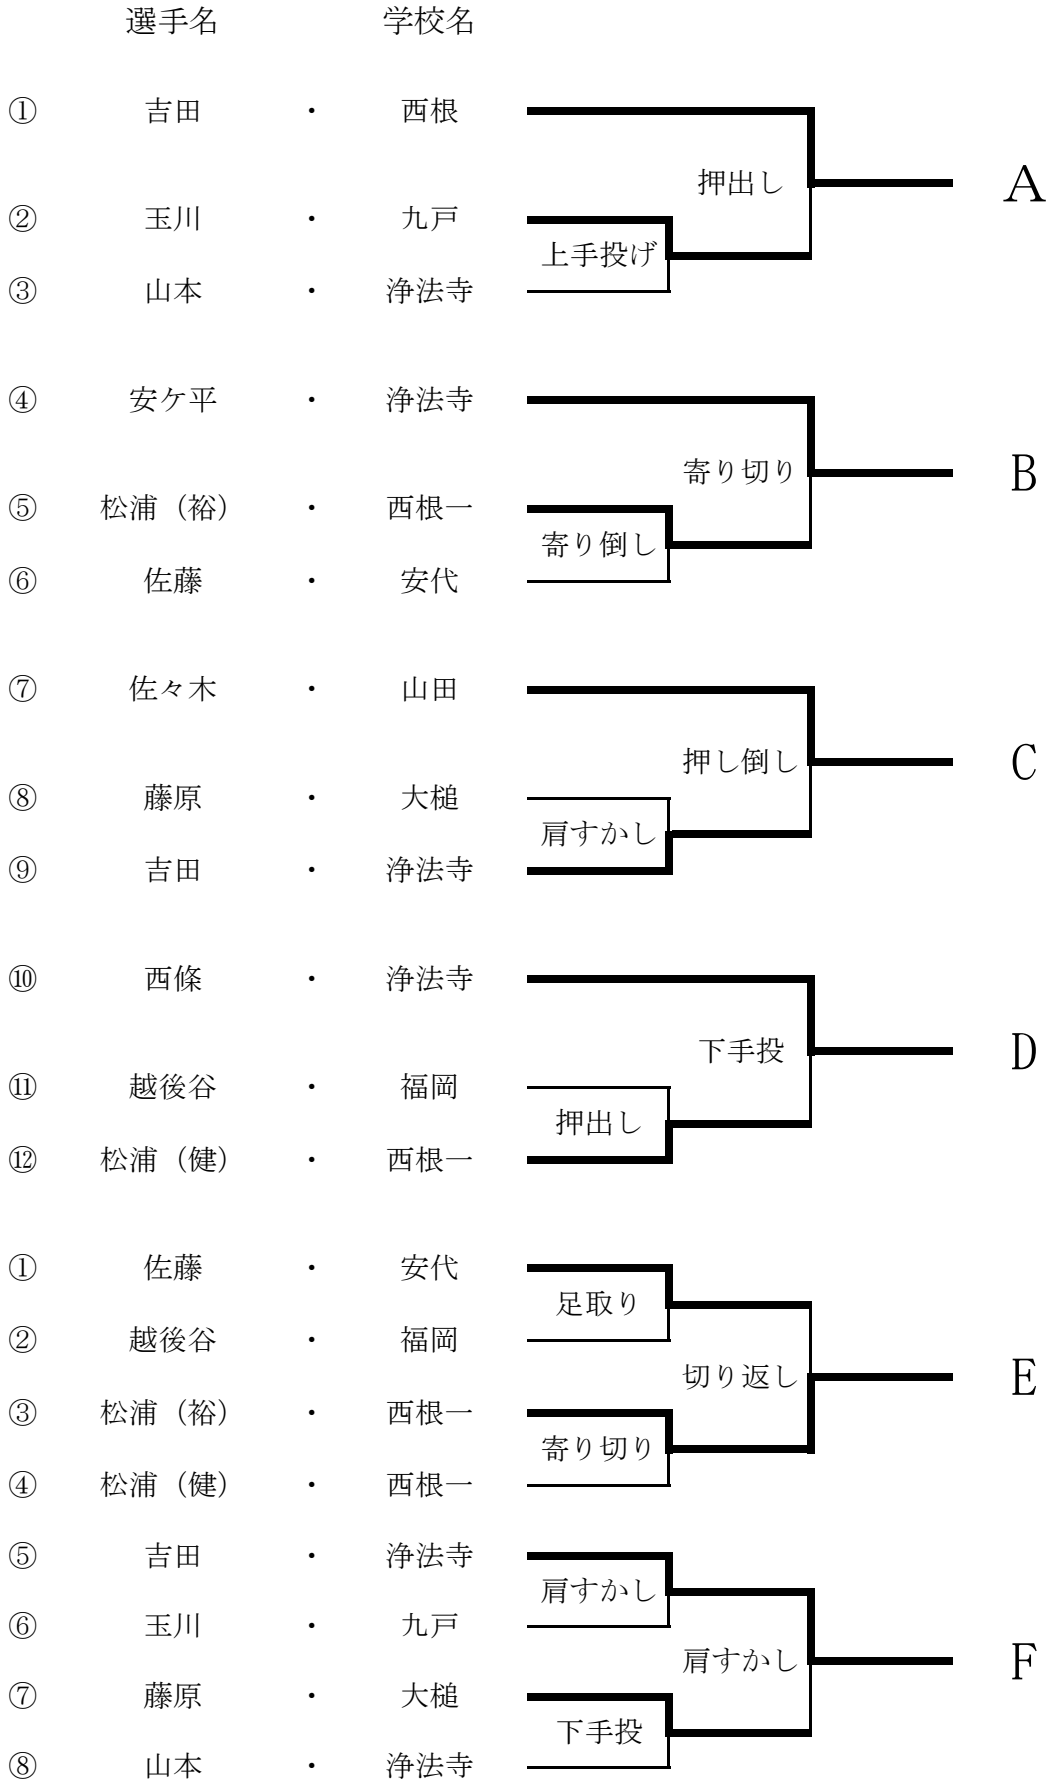 選手名 学校名
① 吉田 ・ 西根
押出し A
② 玉川 ・ 九戸
上手投げ
③ 山本 ・ 浄法寺
④ 安ケ平 ・ 浄法寺
寄り切り B
⑤ 松浦（裕） ・ 西根一
寄り倒し
⑥ 佐藤 ・ 安代
⑦ 佐々木 ・ 山田
押し倒し C
⑧ 藤原 ・ 大槌
肩すかし
⑨ 吉田 ・ 浄法寺
⑩ 西條 ・ 浄法寺
下手投 D
⑪ 越後谷 ・ 福岡
押出し
⑫ 松浦（健） ・ 西根一
① 佐藤 ・ 安代
足取り
② 越後谷 ・ 福岡
切り返し E
③ 松浦（裕） ・ 西根一
寄り切り
④ 松浦（健） ・ 西根一
⑤ 吉田 ・ 浄法寺
肩すかし
⑥ 玉川 ・ 九戸
肩すかし F
⑦ 藤原 ・ 大槌
下手投
⑧ 山本 ・ 浄法寺